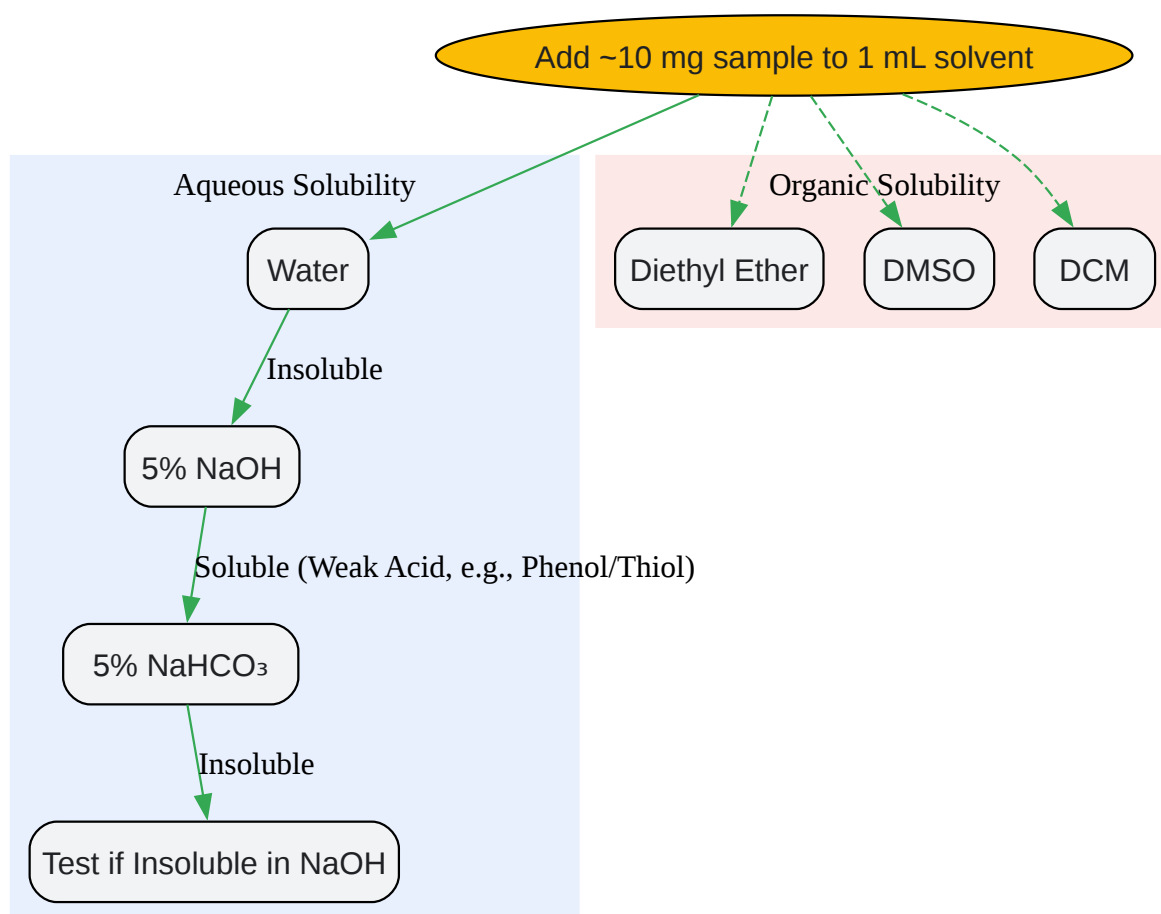 Add ~10 mg sample to 1 mL solvent
Aqueous Solubility
Organic Solubility
Water
Diethyl Ether
DMSO
DCM
Insoluble
5% NaOH
Soluble (Weak Acid, e.g., Phenol/Thiol)
5% NaHCO₃
Insoluble
Test if Insoluble in NaOH